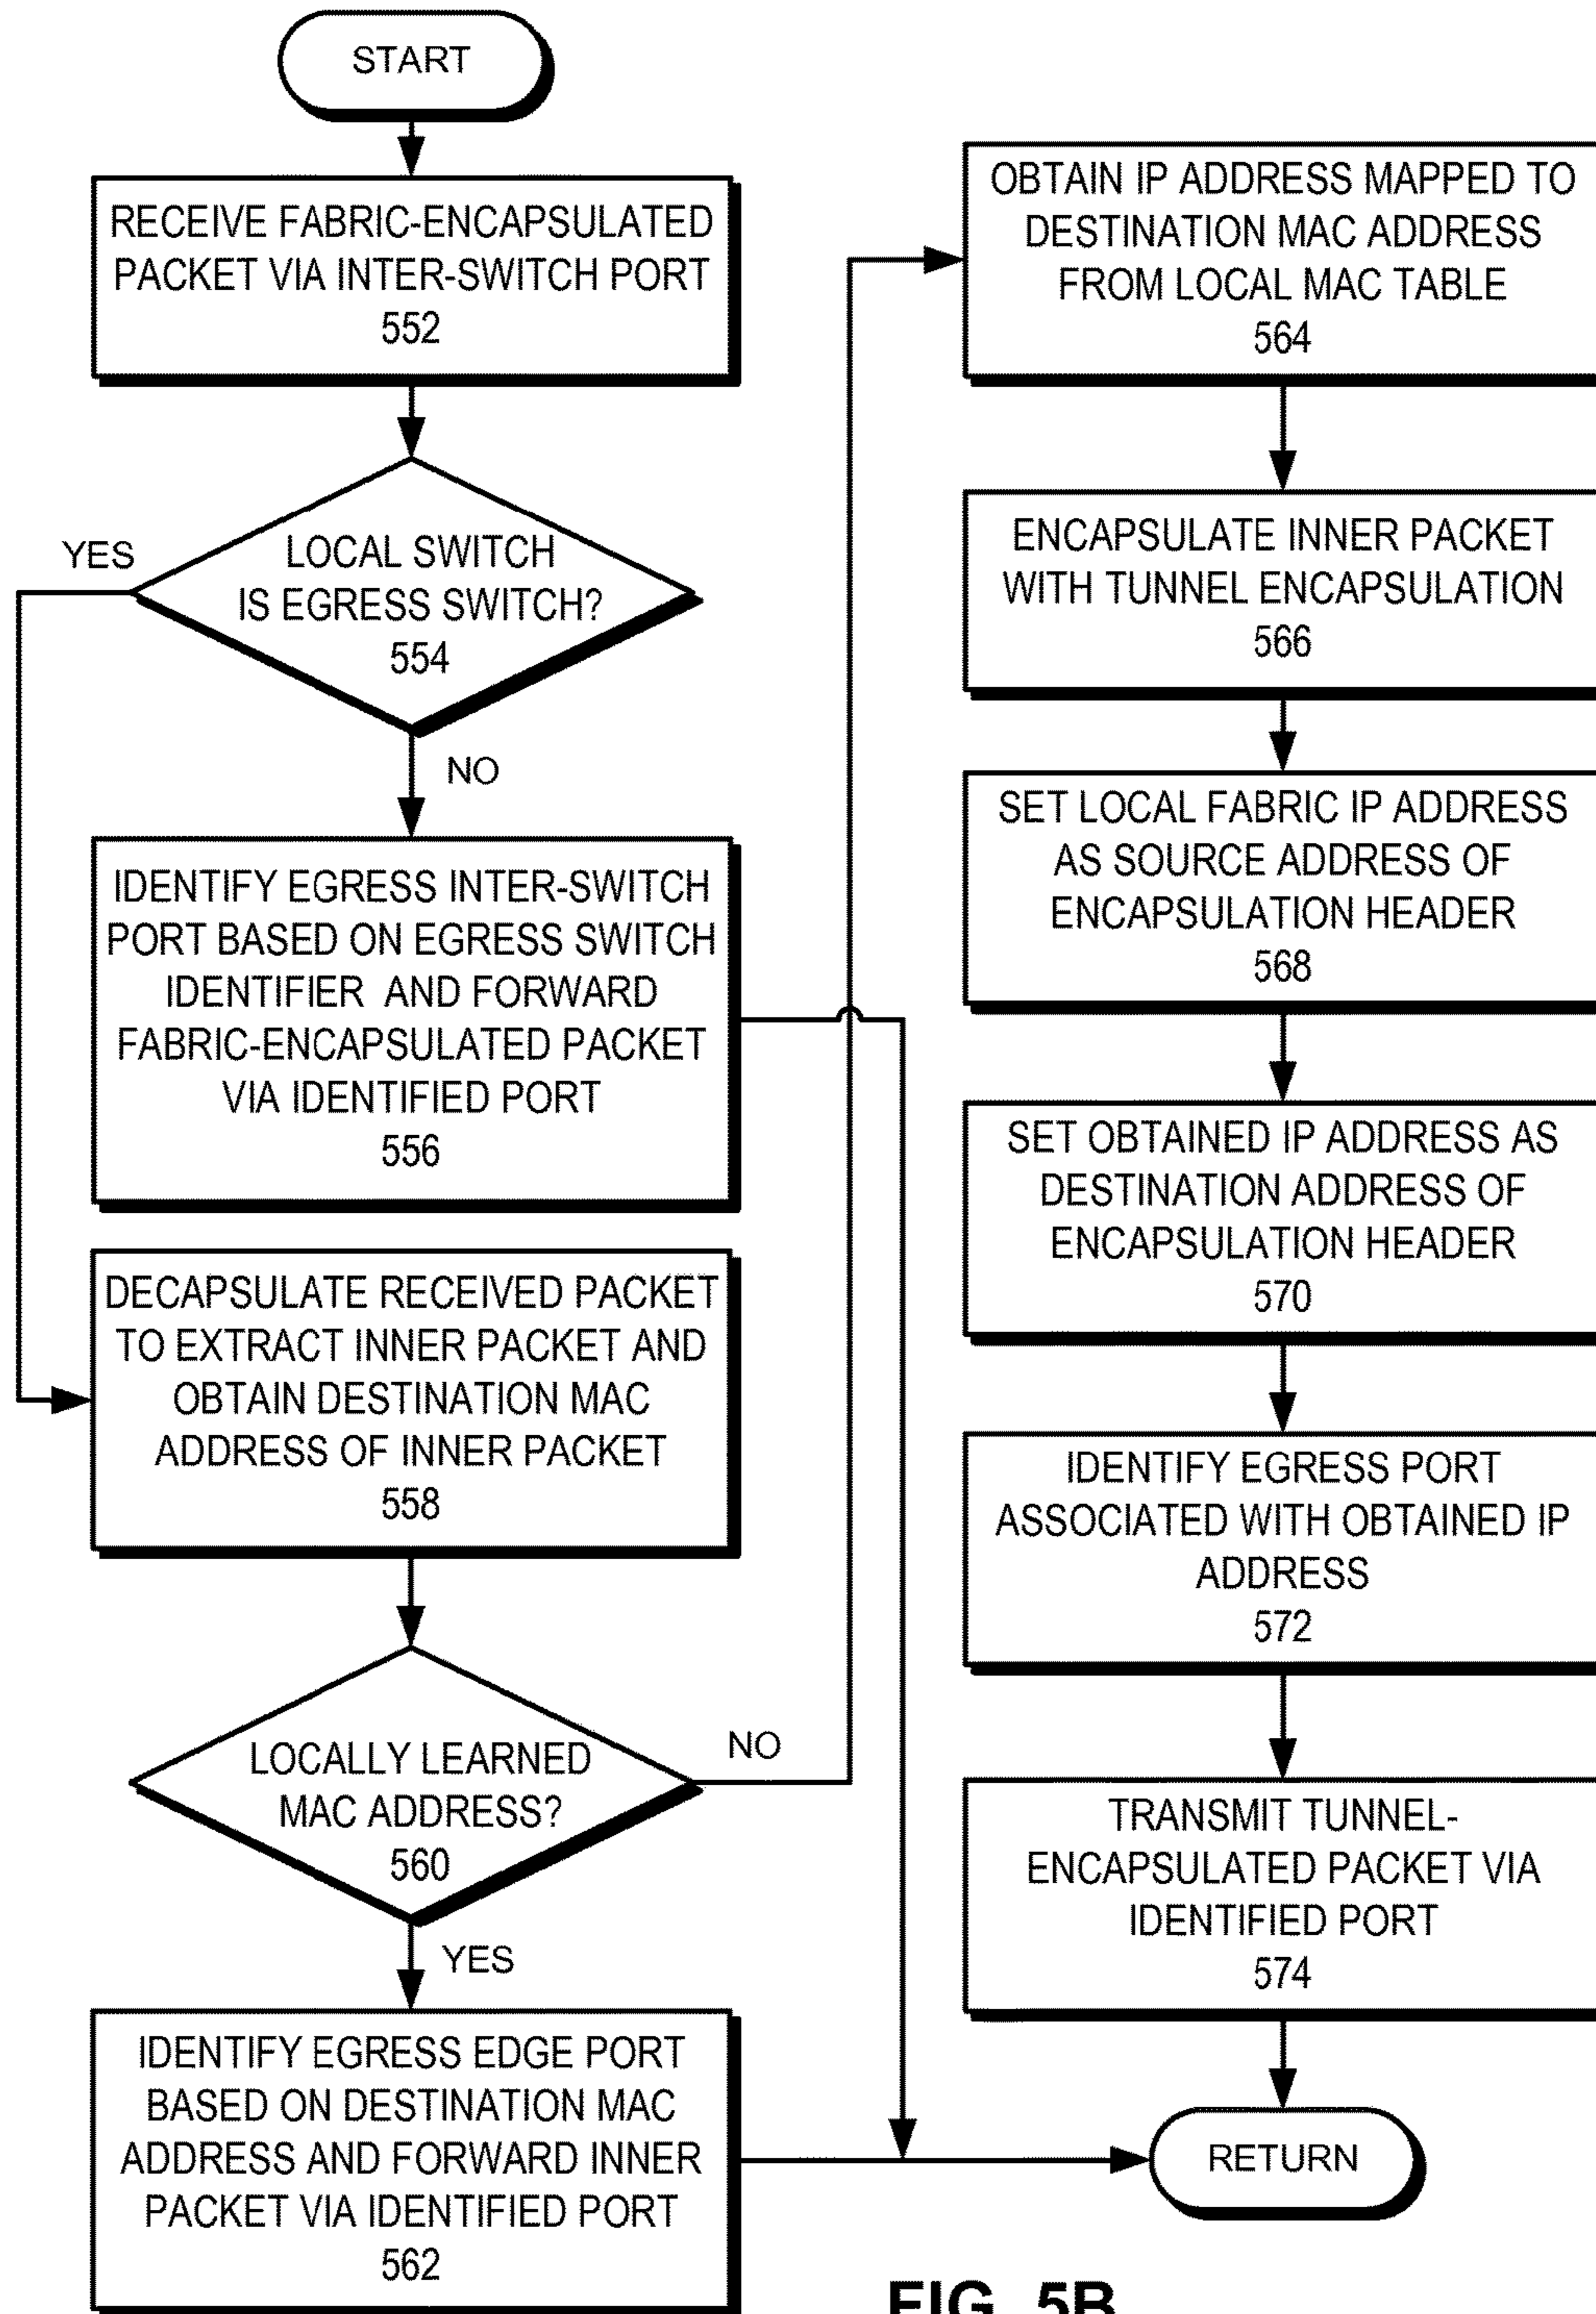 START
RECEIVE FABRIC-ENCAPSULATED
PACKET VIA INTER-SWITCH PORT
552
YES
LOCAL SWITCH
IS EGRESS SWITCH?
554
NO
IDENTIFY EGRESS INTER-SWITCH
PORT BASED ON EGRESS SWITCH
IDENTIFIER AND FORWARD
FABRIC-ENCAPSULATED PACKET
VIA IDENTIFIED PORT
556
DECAPSULATE RECEIVED PACKET
TO EXTRACT INNER PACKET AND
OBTAIN DESTINATION MAC
ADDRESS OF INNER PACKET
558
LOCALLY LEARNED
MAC ADDRESS?
560
NO
YES
IDENTIFY EGRESS EDGE PORT
BASED ON DESTINATION MAC
ADDRESS AND FORWARD INNER
PACKET VIA IDENTIFIED PORT
562
OBTAIN IP ADDRESS MAPPED TO
DESTINATION MAC ADDRESS
FROM LOCAL MAC TABLE
564
ENCAPSULATE INNER PACKET
WITH TUNNEL ENCAPSULATION
566
SET LOCAL FABRIC IP ADDRESS
AS SOURCE ADDRESS OF
ENCAPSULATION HEADER
568
SET OBTAINED IP ADDRESS AS
DESTINATION ADDRESS OF
ENCAPSULATION HEADER
570
IDENTIFY EGRESS PORT
ASSOCIATED WITH OBTAINED IP
ADDRESS
572
TRANSMIT TUNNEL-
ENCAPSULATED PACKET VIA
IDENTIFIED PORT
574
RETURN
FIG. 5B